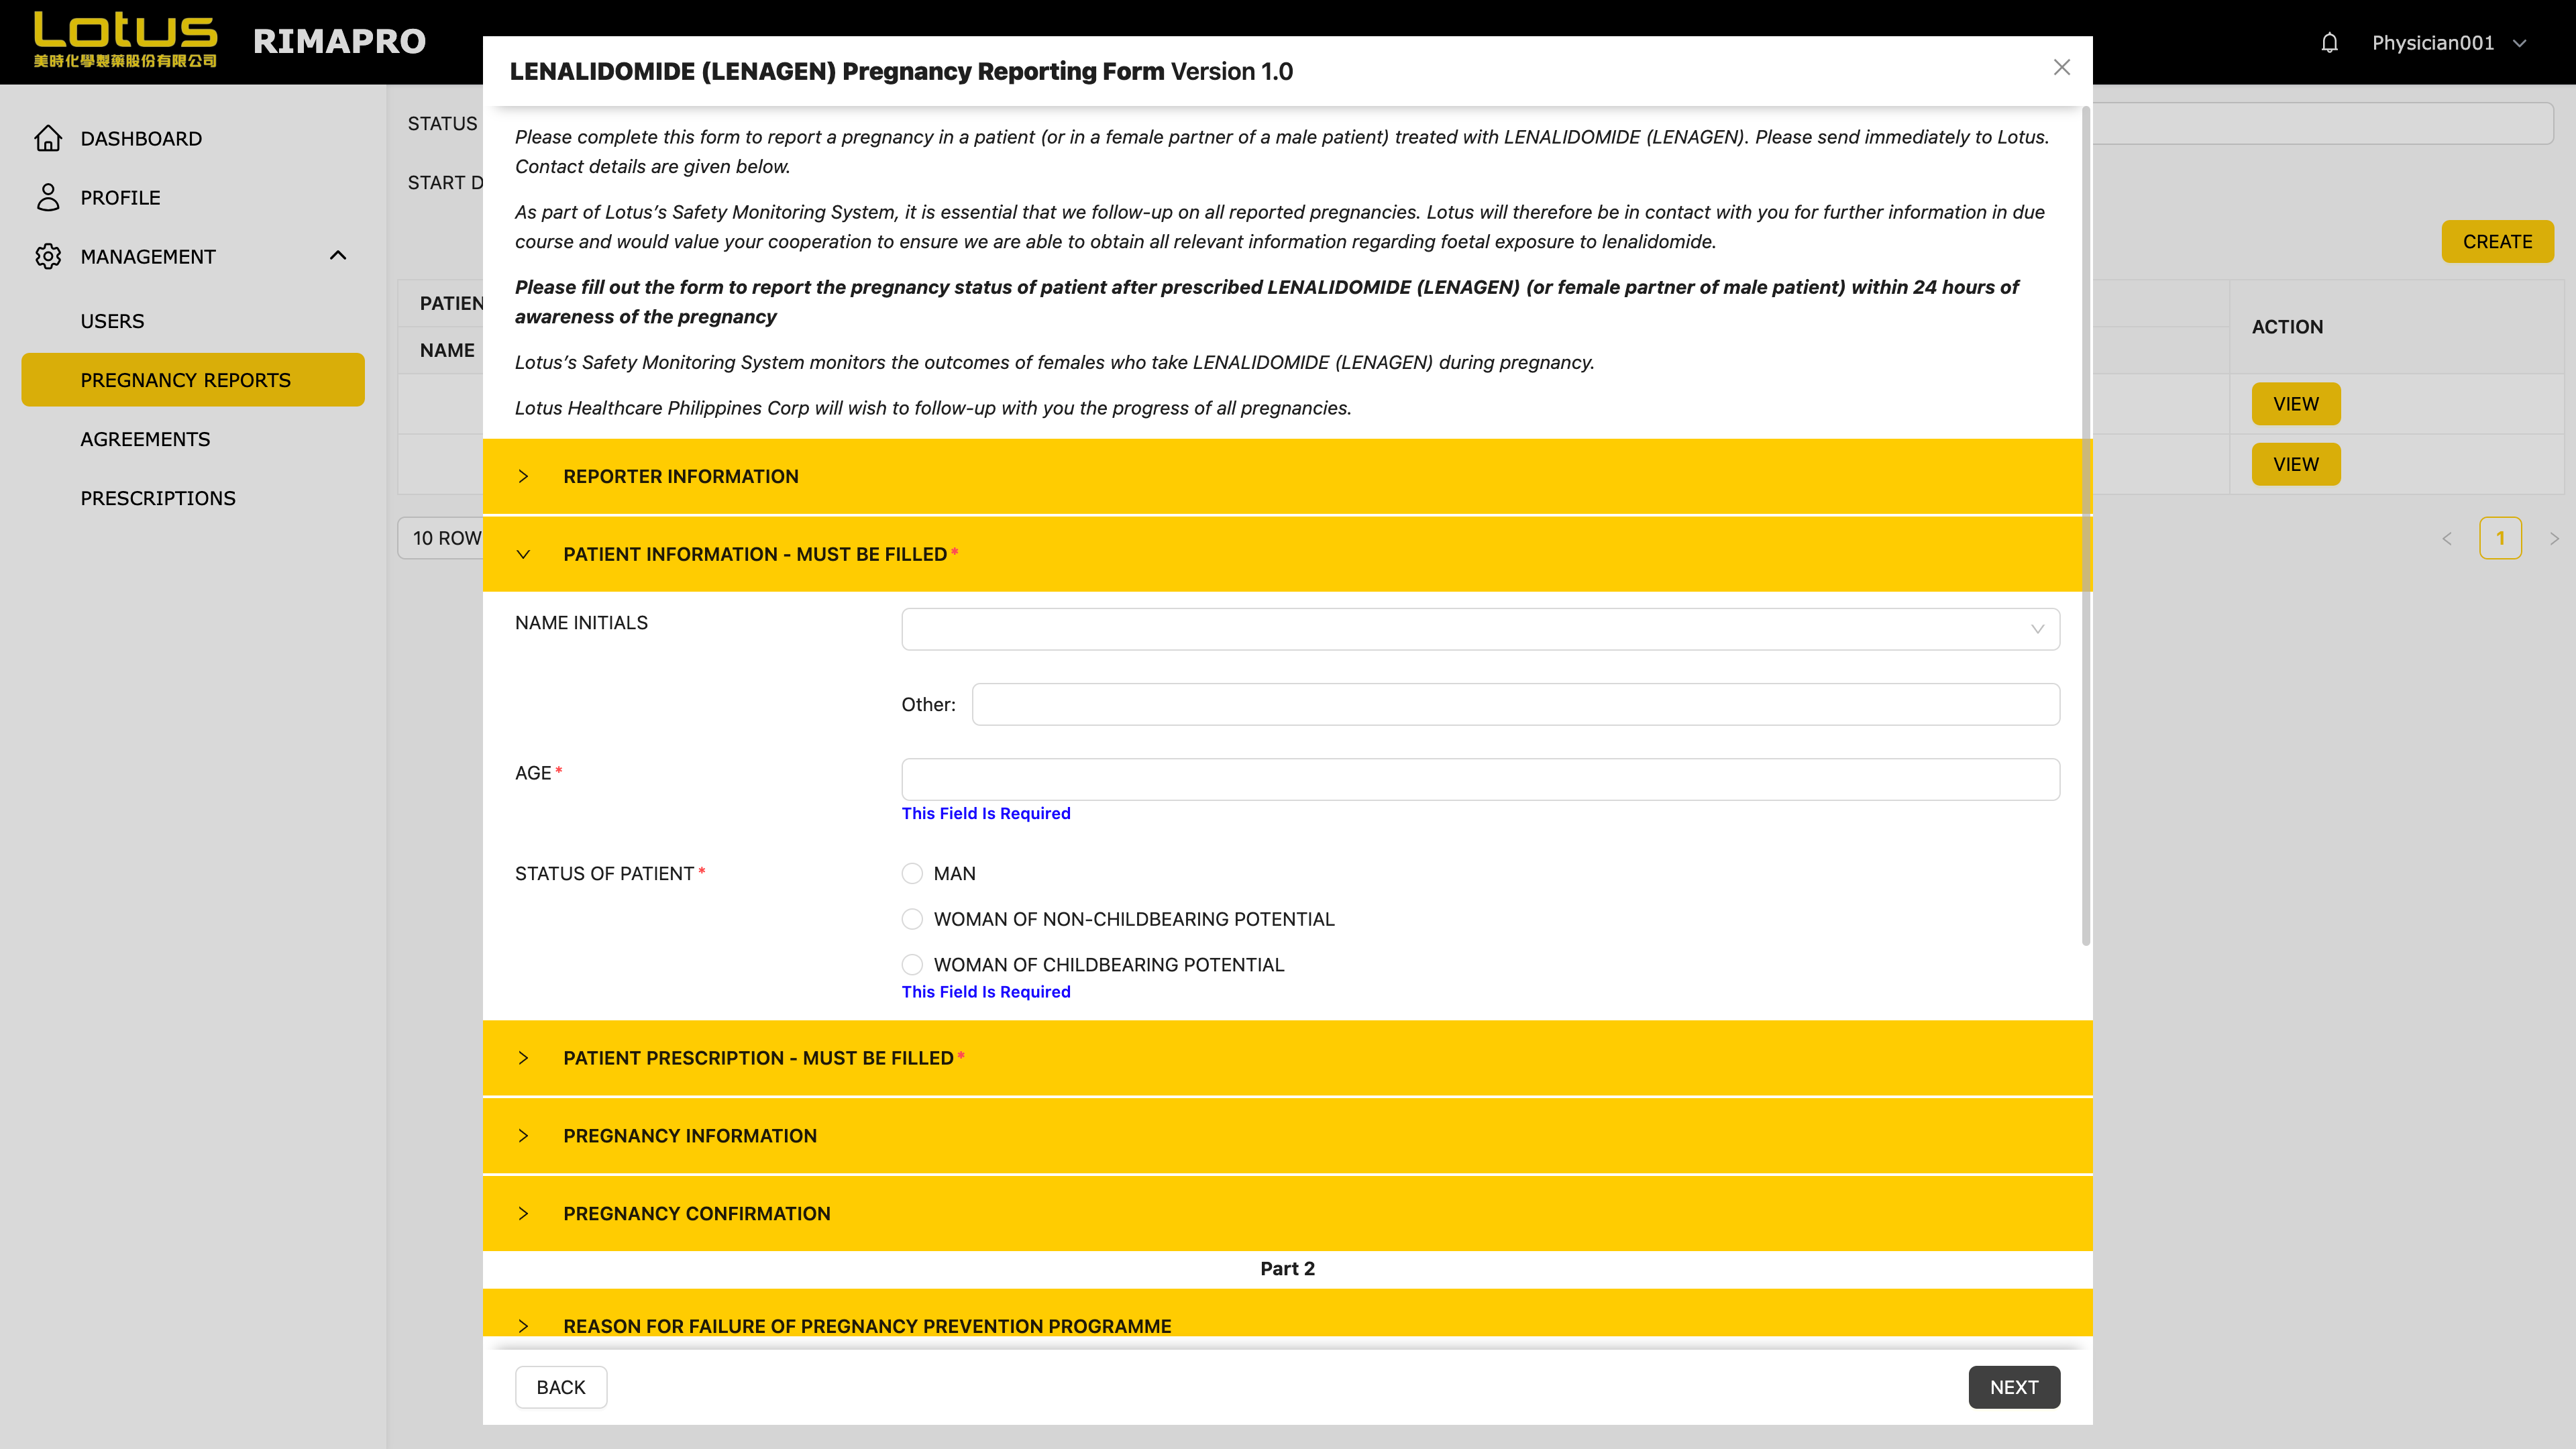 Lotus
美時化學製藥股份有限公司
RIMAPRO
Physician001
DASHBOARD
PROFILE
MANAGEMENT
USERS
PREGNANCY REPORTS
AGREEMENTS
PRESCRIPTIONS
STATUS
START D
CREATE
PATIEN
NAME
ACTION
VIEW
VIEW
10 ROW
1
LENALIDOMIDE (LENAGEN) Pregnancy Reporting Form Version 1.0
Please complete this form to report a pregnancy in a patient (or in a female partner of a male patient) treated with LENALIDOMIDE (LENAGEN). Please send immediately to Lotus.
Contact details are given below.
As part of Lotus’s Safety Monitoring System, it is essential that we follow-up on all reported pregnancies. Lotus will therefore be in contact with you for further information in due
course and would value your cooperation to ensure we are able to obtain all relevant information regarding foetal exposure to lenalidomide.
Please fill out the form to report the pregnancy status of patient after prescribed LENALIDOMIDE (LENAGEN) (or female partner of male patient) within 24 hours of
awareness of the pregnancy
Lotus’s Safety Monitoring System monitors the outcomes of females who take LENALIDOMIDE (LENAGEN) during pregnancy.
Lotus Healthcare Philippines Corp will wish to follow-up with you the progress of all pregnancies.
REPORTER INFORMATION
PATIENT INFORMATION - MUST BE FILLED*
NAME INITIALS
Other:
AGE*
This Field Is Required
STATUS OF PATIENT*
MAN
WOMAN OF NON-CHILDBEARING POTENTIAL
WOMAN OF CHILDBEARING POTENTIAL
This Field Is Required
PATIENT PRESCRIPTION - MUST BE FILLED*
PREGNANCY INFORMATION
PREGNANCY CONFIRMATION
Part 2
REASON FOR FAILURE OF PREGNANCY PREVENTION PROGRAMME
BACK
NEXT